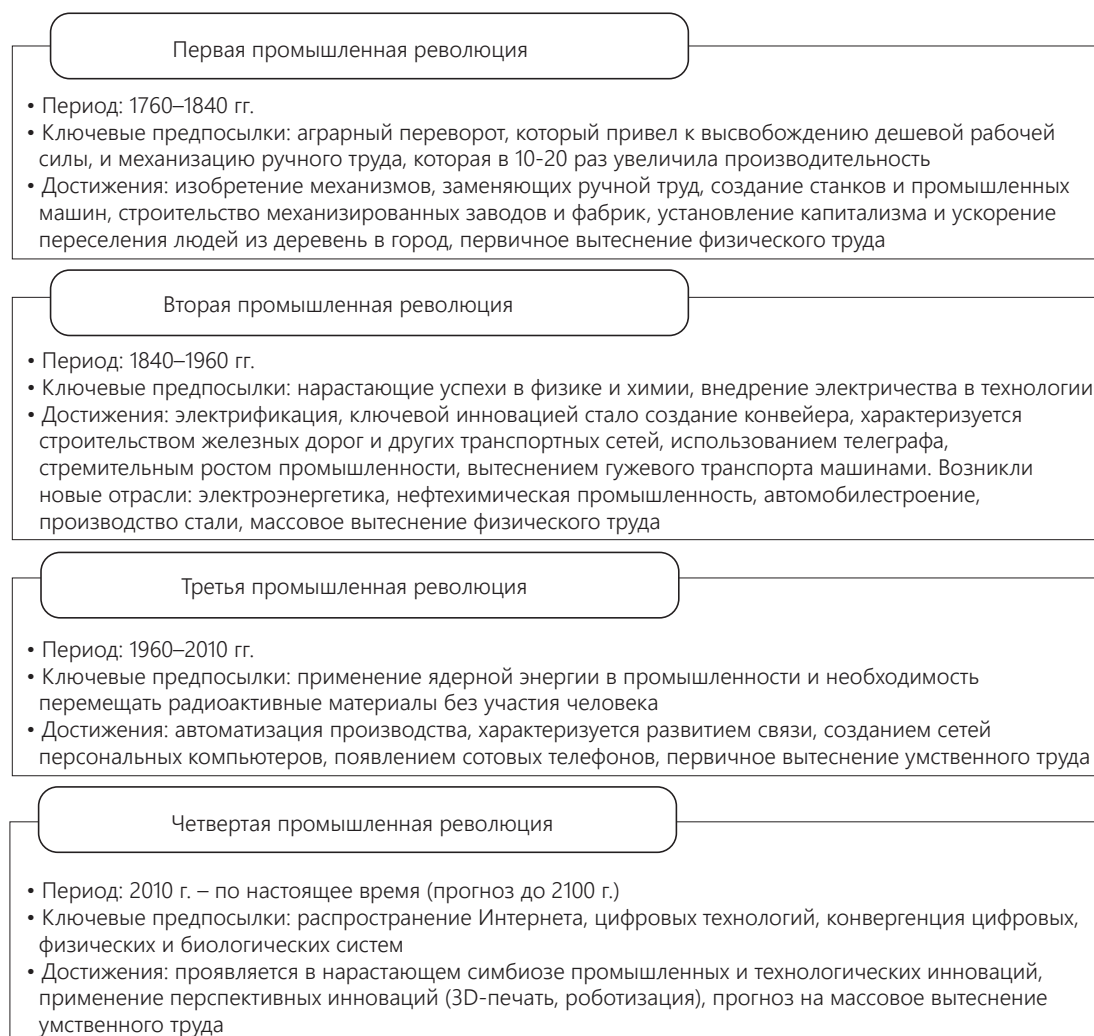 Первая промышленная революция
• Период: 1760–1840 гг.
• Ключевые предпосылки: аграрный переворот, который привел к высвобождению дешевой рабочей
силы, и механизацию ручного труда, которая в 10-20 раз увеличила производительность
• Достижения: изобретение механизмов, заменяющих ручной труд, создание станков и промышленных
машин, строительство механизированных заводов и фабрик, установление капитализма и ускорение
переселения людей из деревень в город, первичное вытеснение физического труда
Вторая промышленная революция
• Период: 1840–1960 гг.
• Ключевые предпосылки: нарастающие успехи в физике и химии, внедрение электричества в технологии
• Достижения: электрификация, ключевой инновацией стало создание конвейера, характеризуется
строительством железных дорог и других транспортных сетей, использованием телеграфа,
стремительным ростом промышленности, вытеснением гужевого транспорта машинами. Возникли
новые отрасли: электроэнергетика, нефтехимическая промышленность, автомобилестроение,
производство стали, массовое вытеснение физического труда
Третья промышленная революция
• Период: 1960–2010 гг.
• Ключевые предпосылки: применение ядерной энергии в промышленности и необходимость
перемещать радиоактивные материалы без участия человека
• Достижения: автоматизация производства, характеризуется развитием связи, созданием сетей
персональных компьютеров, появлением сотовых телефонов, первичное вытеснение умственного труда
Четвертая промышленная революция
• Период: 2010 г. – по настоящее время (прогноз до 2100 г.)
• Ключевые предпосылки: распространение Интернета, цифровых технологий, конвергенция цифровых,
физических и биологических систем
• Достижения: проявляется в нарастающем симбиозе промышленных и технологических инноваций,
применение перспективных инноваций (3D-печать, роботизация), прогноз на массовое вытеснение
умственного труда